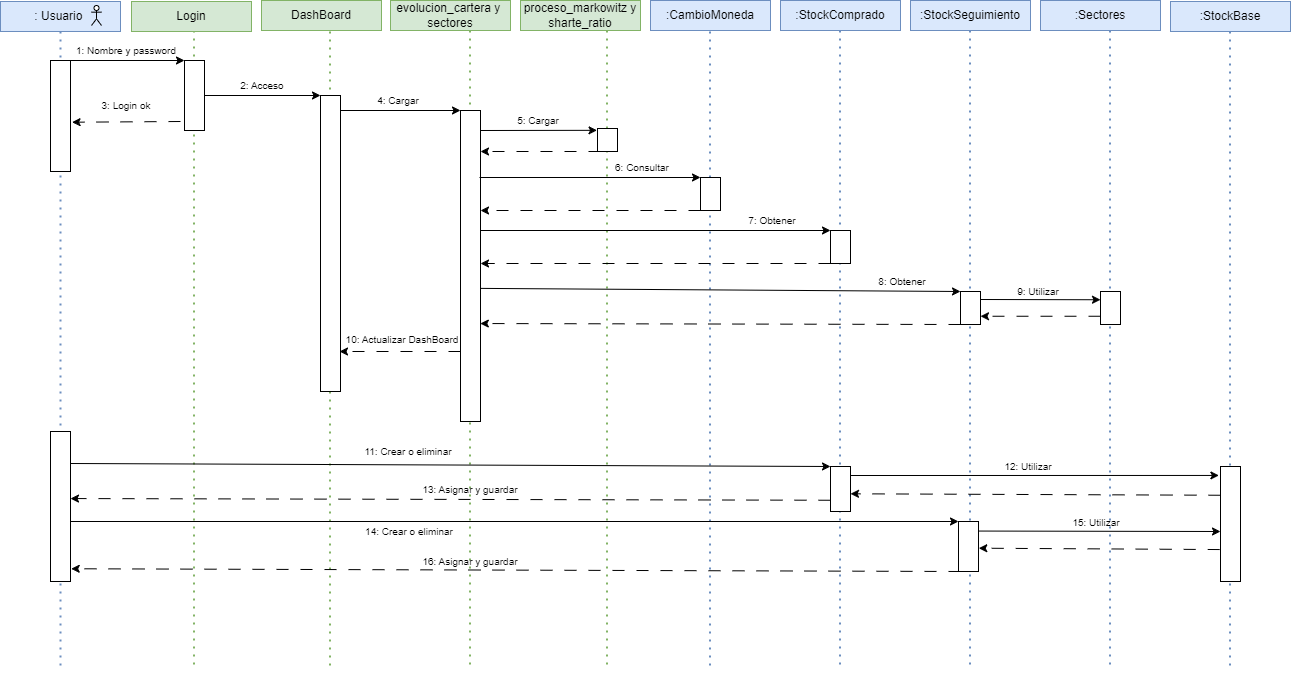 : Usuario
Login
DashBoard
evolucion_cartera y
sectores
proceso_markowitz y
sharte_ratio
:CambioMoneda
:StockComprado
:StockSeguimiento
:Sectores
:StockBase
1: Nombre y password
2: Acceso
3: Login ok
4: Cargar
5: Cargar
6: Consultar
7: Obtener
8: Obtener
9: Utilizar
10: Actualizar DashBoard
11: Crear o eliminar
12: Utilizar
13: Asignar y guardar
14: Crear o eliminar
15: Utilizar
16: Asignar y guardar